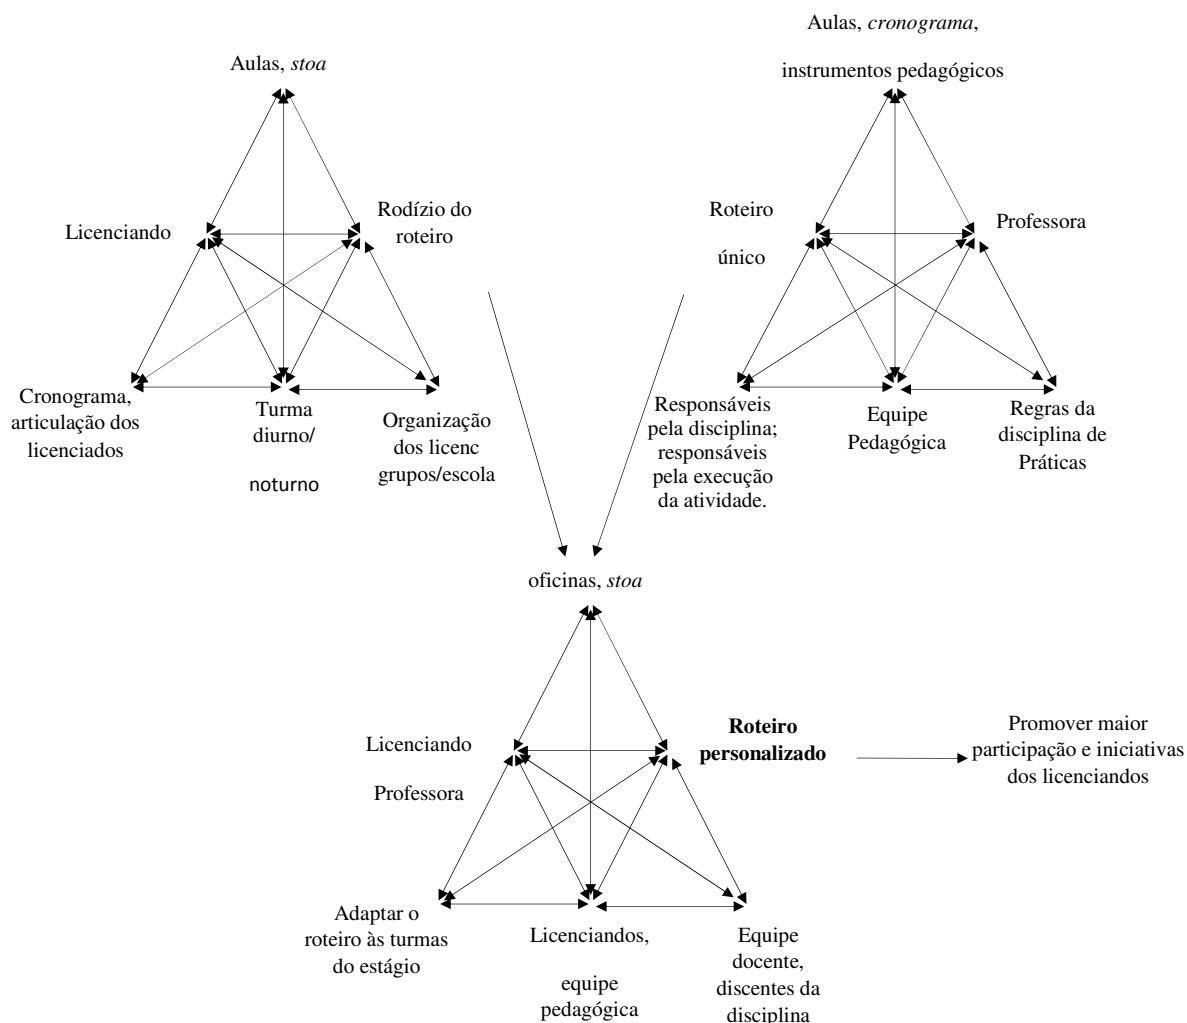 Aulas, stoa
Licenciando
Rodízio do
roteiro
Cronograma,
articulação dos
licenciados
Turma
diurno/
noturno
Organização
dos licenc
grupos/escola
Aulas, cronograma,
instrumentos pedagógicos
Roteiro
único
Professora
Responsáveis
pela disciplina;
responsáveis
pela execução
da atividade.
Equipe
Pedagógica
Regras da
disciplina de
Práticas
oficinas, stoa
Licenciando
Professora
Roteiro
personalizado
Promover maior
participação e iniciativas
dos licenciandos
Adaptar o
roteiro às turmas
do estágio
Licenciandos,
equipe
pedagógica
Equipe
docente,
discentes da
disciplina